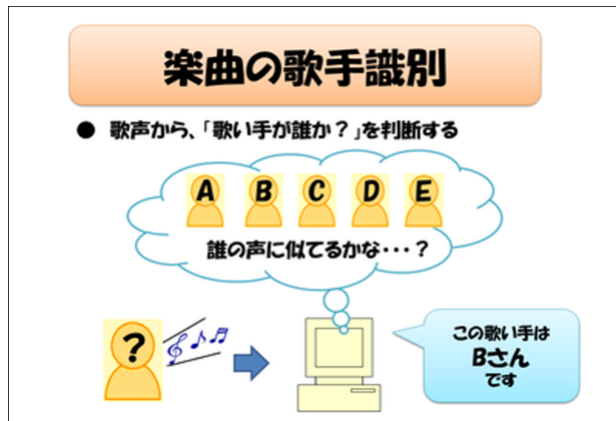 楽曲の歌手識別
● 歌声から、「歌い手が誰か?」を判断する
A B C D E
誰の声に似てるかな・・・?
?
この歌い手は
Bさん
です